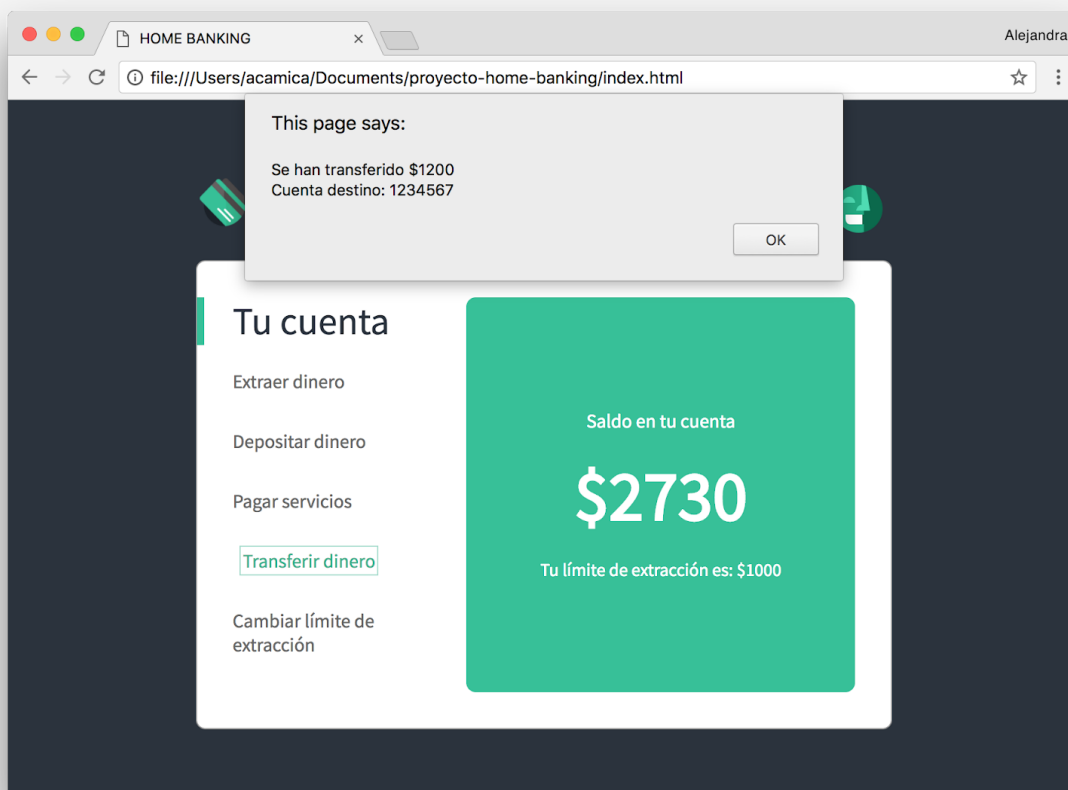 HOME BANKING
Alejandra
file:///Users/acamica/Documents/proyecto-home-banking/index.html
This page says:
Se han transferido $1200
Cuenta destino: 1234567
OK
Tu cuenta
Extraer dinero
Depositar dinero
Pagar servicios
Transferir dinero
Cambiar límite de
extracción
Saldo en tu cuenta
$2730
Tu límite de extracción es: $1000